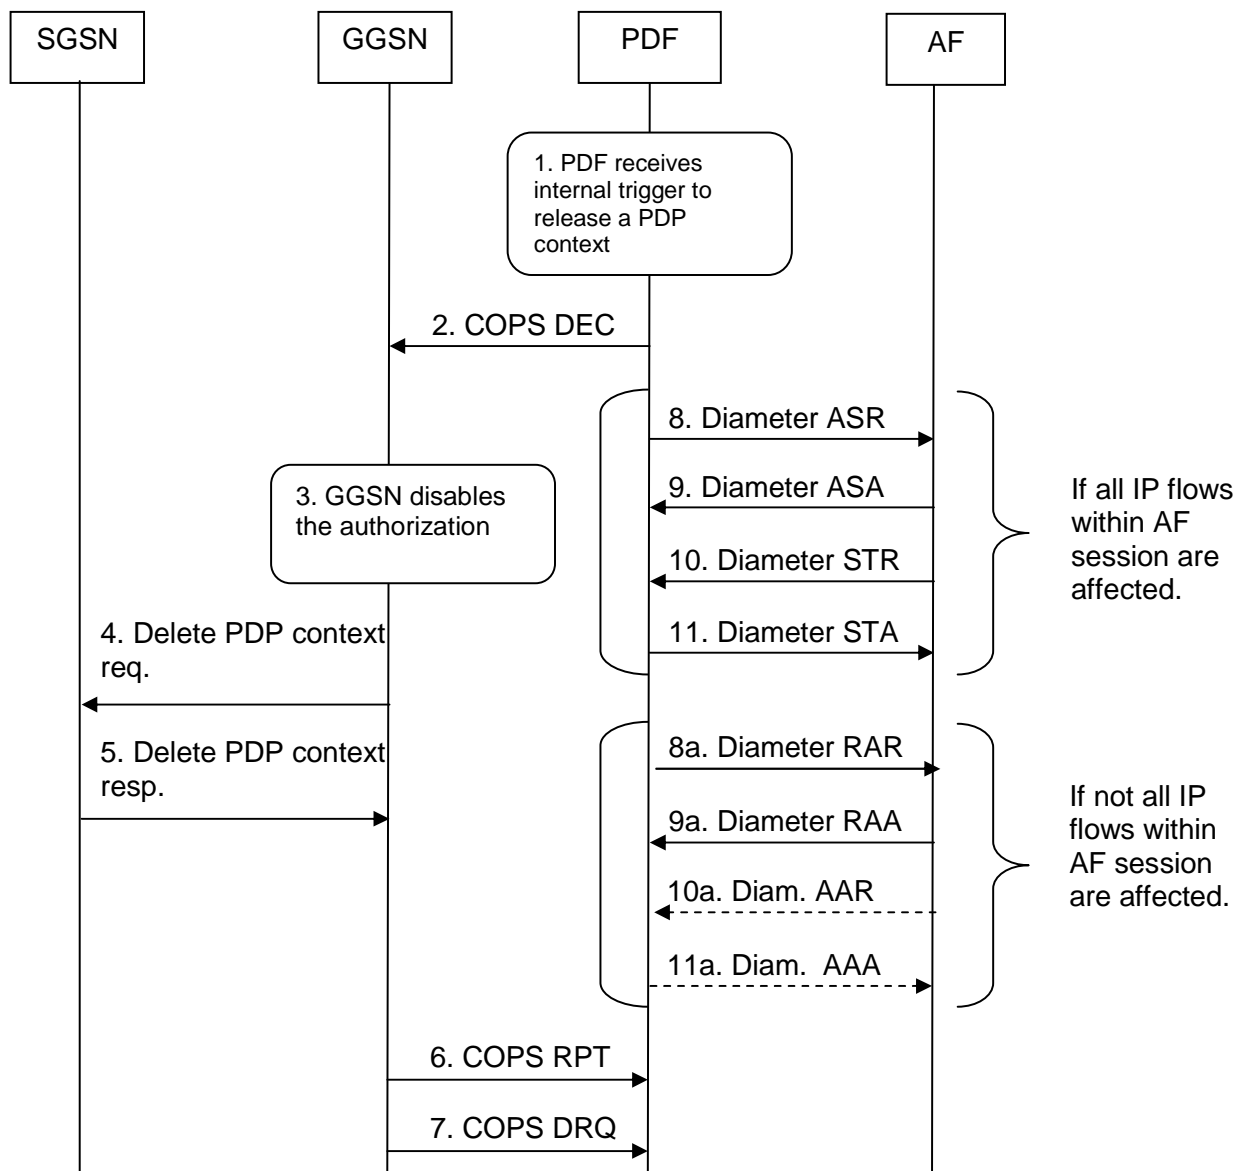 SGSN
GGSN
PDF
AF
1. PDF receives
internal trigger to
release a PDP
context
2. COPS DEC
8. Diameter ASR
3. GGSN disables
the authorization
9. Diameter ASA
10. Diameter STR
11. Diameter STA
If all IP flows
within AF
session are
affected.
4. Delete PDP context
req.
5. Delete PDP context
resp.
8a. Diameter RAR
9a. Diameter RAA
10a. Diam. AAR
11a. Diam. AAA
If not all IP
flows within
AF session
are affected.
6. COPS RPT
7. COPS DRQ